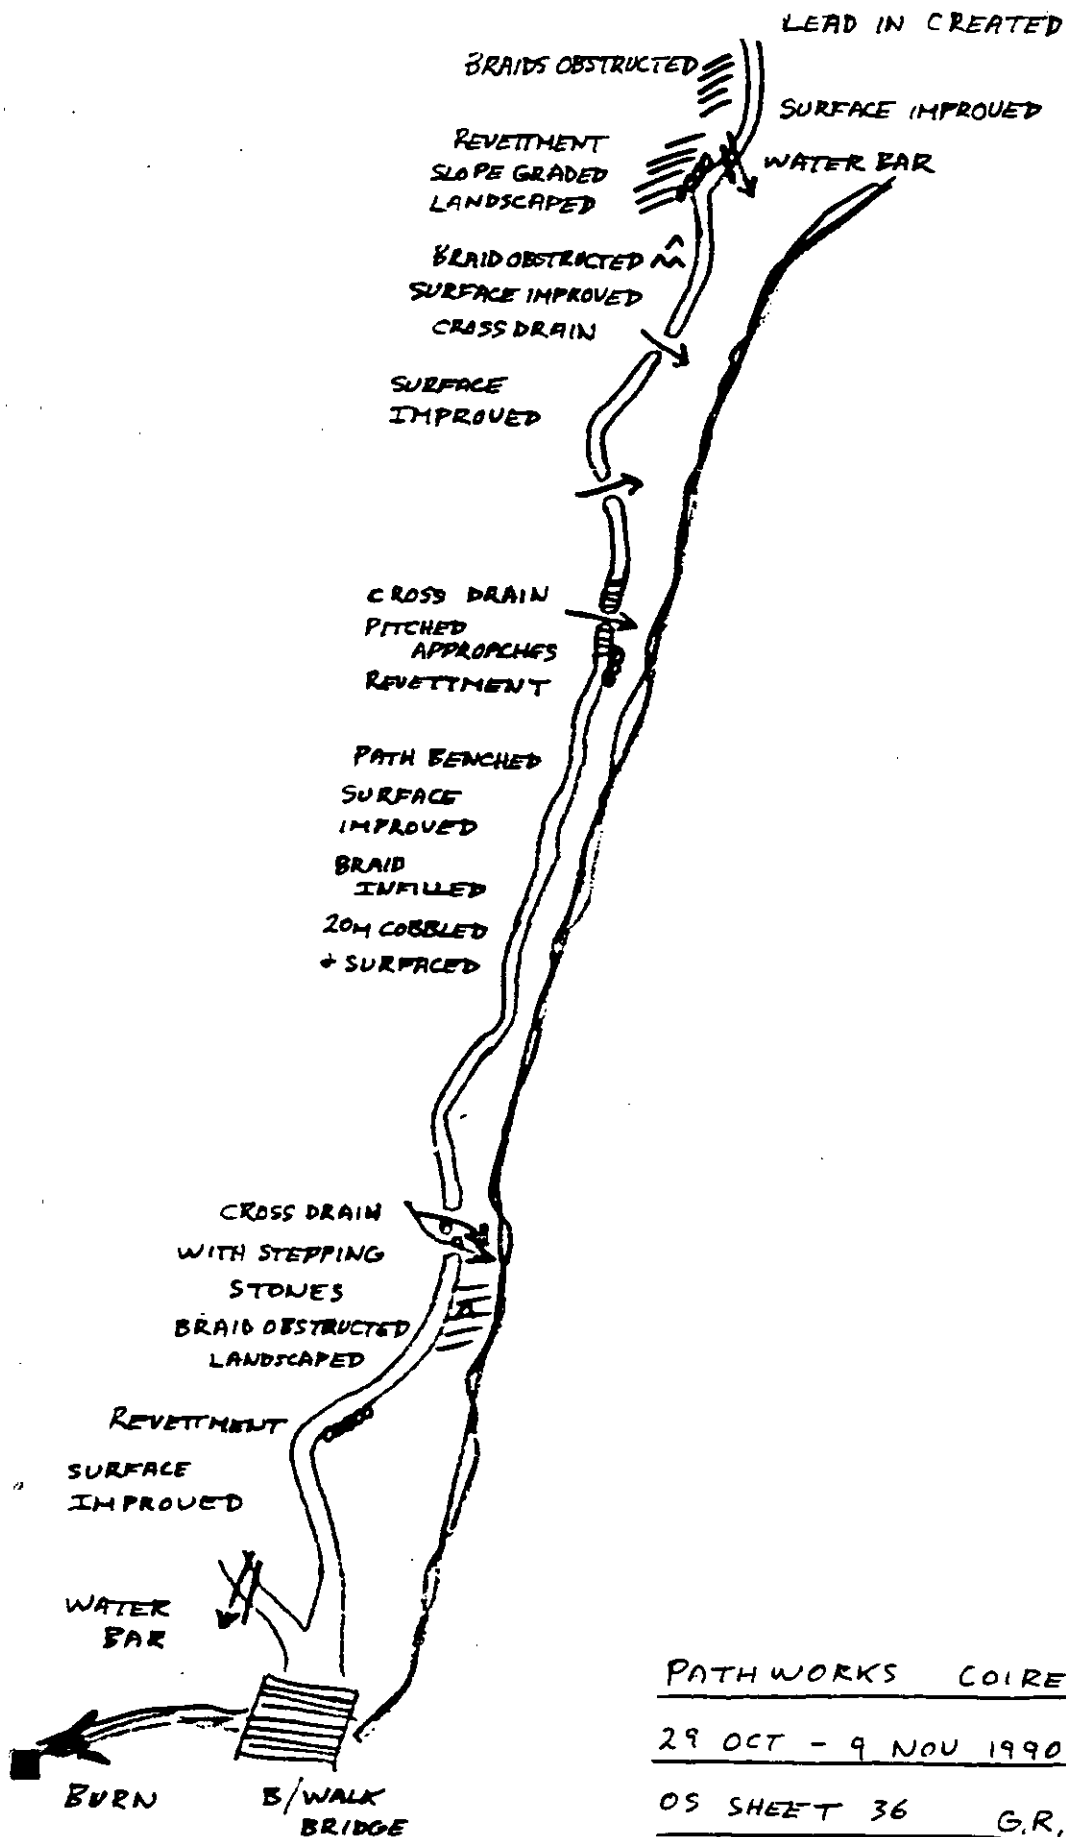 LEAD IN CREATED
BRAIDS OBSTRUCTED
SURFACE IMPROVED
REVETTMENT
SLOPE GRADED
LANDSCAPED
WATER BAR
BRAID OBSTRUCTED
SURFACE IMPROVED
CROSS DRAIN
SURFACE
IMPROVED
CROSS DRAIN
PITCHED
APPROACHES
REVETTMENT
PATH BENCHED
SURFACE
IMPROVED
BRAID
INFILLED
20M COBBLED
+ SURFACED
CROSS DRAIN
WITH STEPPING
STONES
BRAID OBSTRUCTED
LANDSCAPED
REVETTMENT
SURFACE
IMPROVED
WATER
BAR
BURN
B/WALK
BRIDGE
PATHWORKS COIRE
29 OCT - 9 NOV 1990
OS SHEET 36 G.R.